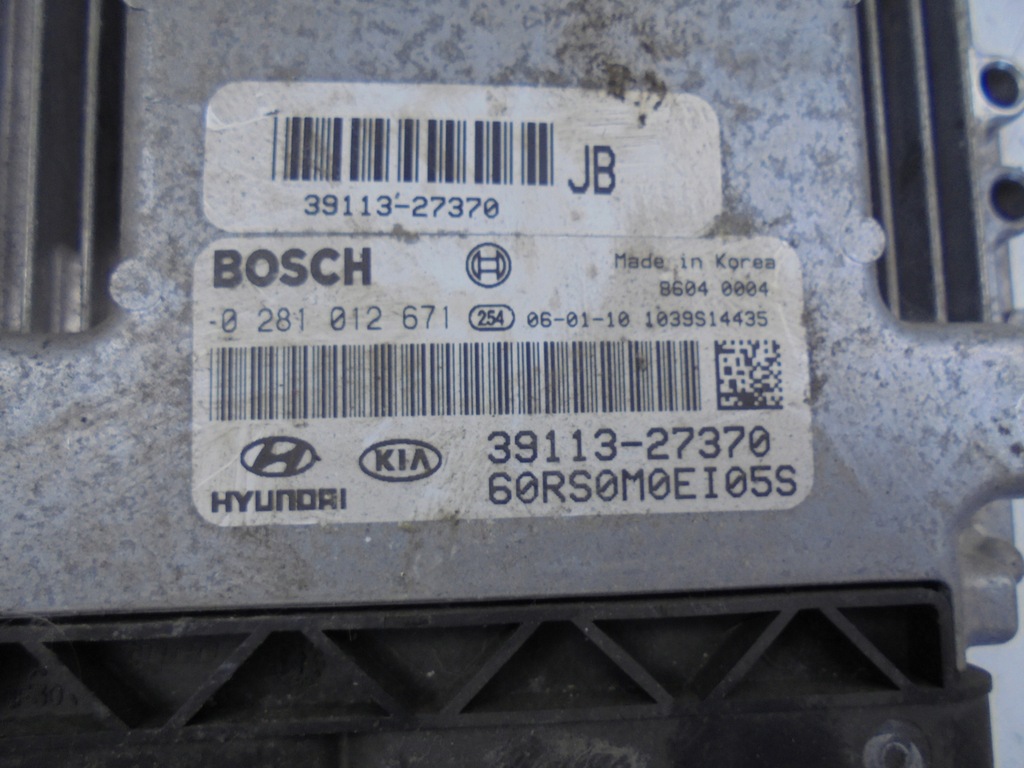 JB
39113-27370
BOSCH
Made in Korea
8604 0004
0 281 012 671 254 06-01-10 1039S14435
HYUNDAI KIA 39113-27370
60RS0M0EI05S